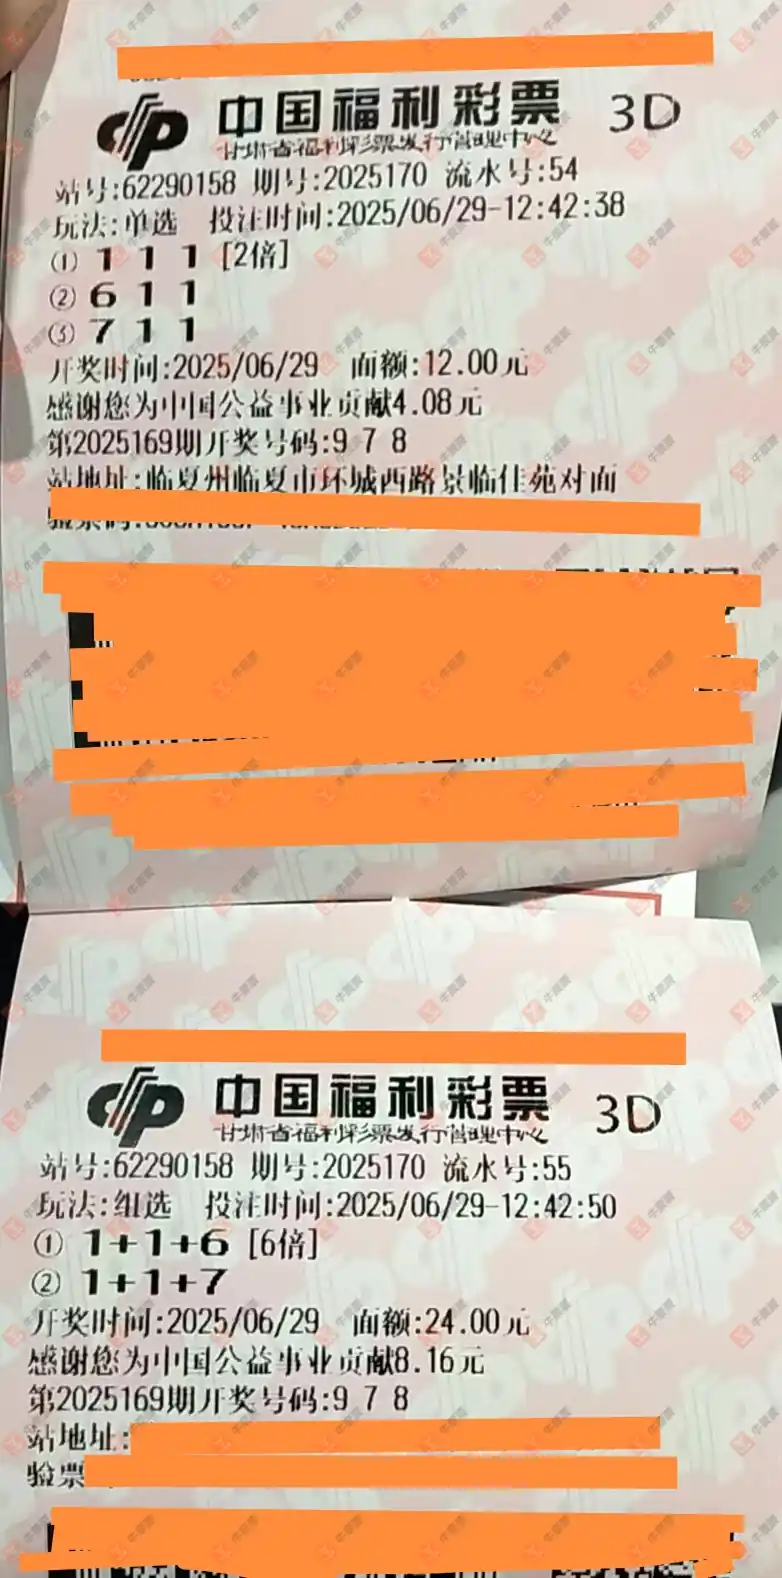 中国福利彩票 3D
甘肃省福利彩票发行管理中心
站号:62290158 期号:2025170 流水号:54
玩法:单选 投注时间:2025/06/29-12:42:38
① 1 1 1 [2倍]
② 6 1 1
③ 7 1 1
开奖时间:2025/06/29 面额:12.00元
感谢您为中国公益事业贡献4.08元
第2025169期开奖号码:9 7 8
站地址:临夏州临夏市环城西路景临佳苑对面
验票码:
中国福利彩票 3D
甘肃省福利彩票发行管理中心
站号:62290158 期号:2025170 流水号:55
玩法:组选 投注时间:2025/06/29-12:42:50
① 1+1+6 [6倍]
② 1+1+7
开奖时间:2025/06/29 面额:24.00元
感谢您为中国公益事业贡献8.16元
第2025169期开奖号码:9 7 8
站地址:
验票